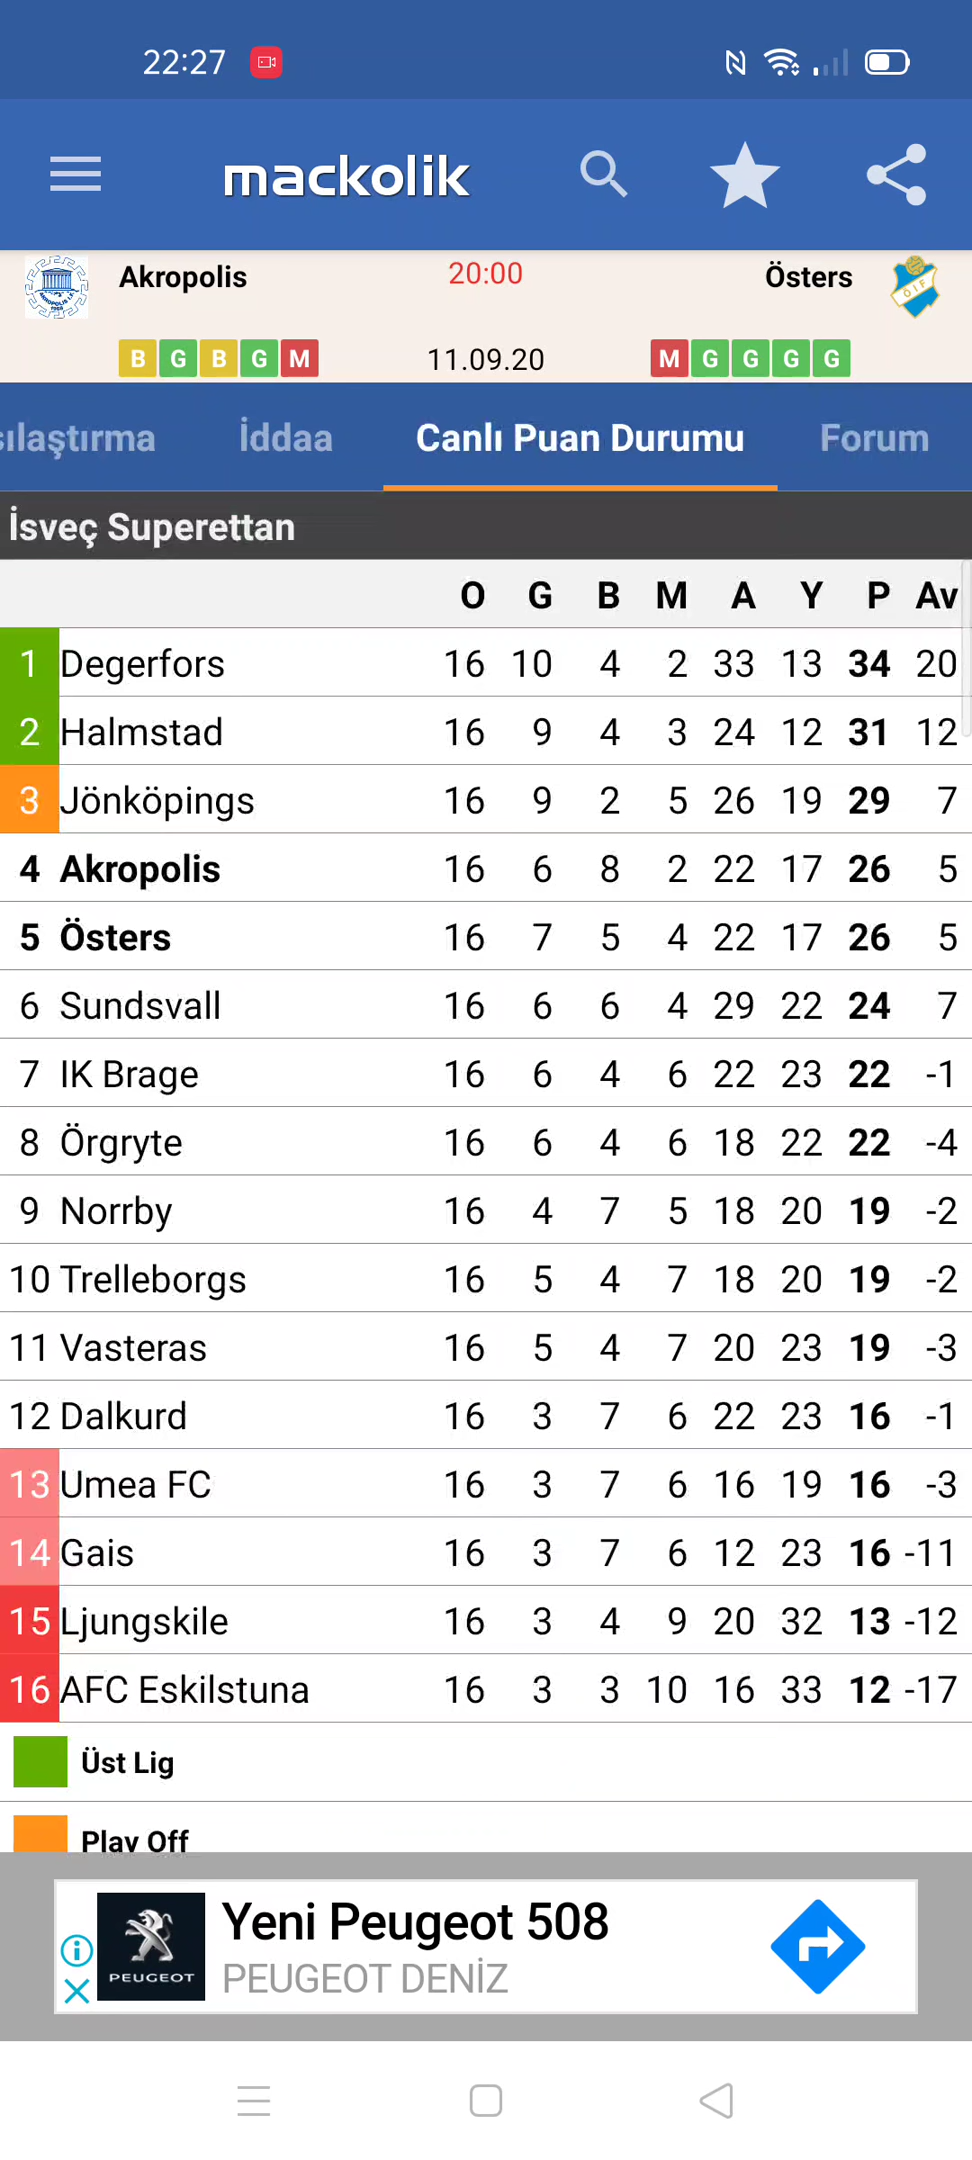 22:27
mackolik
Akropolis 20:00 Östers
B G B G M 11.09.20 M G G G G
sılaştırma İddaa Canlı Puan Durumu Forum
İsveç Superettan
O G B M A Y P Av
1 Degerfors 16 10 4 2 33 13 34 20
2 Halmstad 16 9 4 3 24 12 31 12
3 Jönköpings 16 9 2 5 26 19 29 7
4 Akropolis 16 6 8 2 22 17 26 5
5 Östers 16 7 5 4 22 17 26 5
6 Sundsvall 16 6 6 4 29 22 24 7
7 IK Brage 16 6 4 6 22 23 22 -1
8 Örgryte 16 6 4 6 18 22 22 -4
9 Norrby 16 4 7 5 18 20 19 -2
10 Trelleborgs 16 5 4 7 18 20 19 -2
11 Vasteras 16 5 4 7 20 23 19 -3
12 Dalkurd 16 3 7 6 22 23 16 -1
13 Umea FC 16 3 7 6 16 19 16 -3
14 Gais 16 3 7 6 12 23 16 -11
15 Ljungskile 16 3 4 9 20 32 13 -12
16 AFC Eskilstuna 16 3 3 10 16 33 12 -17
Üst Lig
Play Off
Yeni Peugeot 508
PEUGEOT
PEUGEOT DENİZ